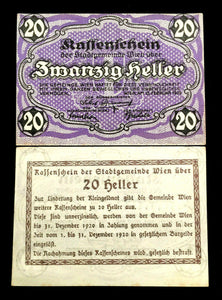 20 20
Kassenschein
der Stadtgemeinde Wien über
Zwanzig Heller
20 20
Kassenschein der Stadtgemeinde Wien über
20 Heller
Zur Linderung der Kleingeldnot gibt die Gemeinde Wien
weitere Kassenscheine zu 20 Heller aus.
Diese sind unverzinslich, werden von der Gemeinde Wien
bis 31. Dezember 1920 in Zahlung genommen und in
der Zeit vom 1. bis 31. Dezember 1920 in gesetzlichem Bargelde
eingelöst.
Die Nachahmung dieses Kassenscheines wird gesetzlich bestraft.